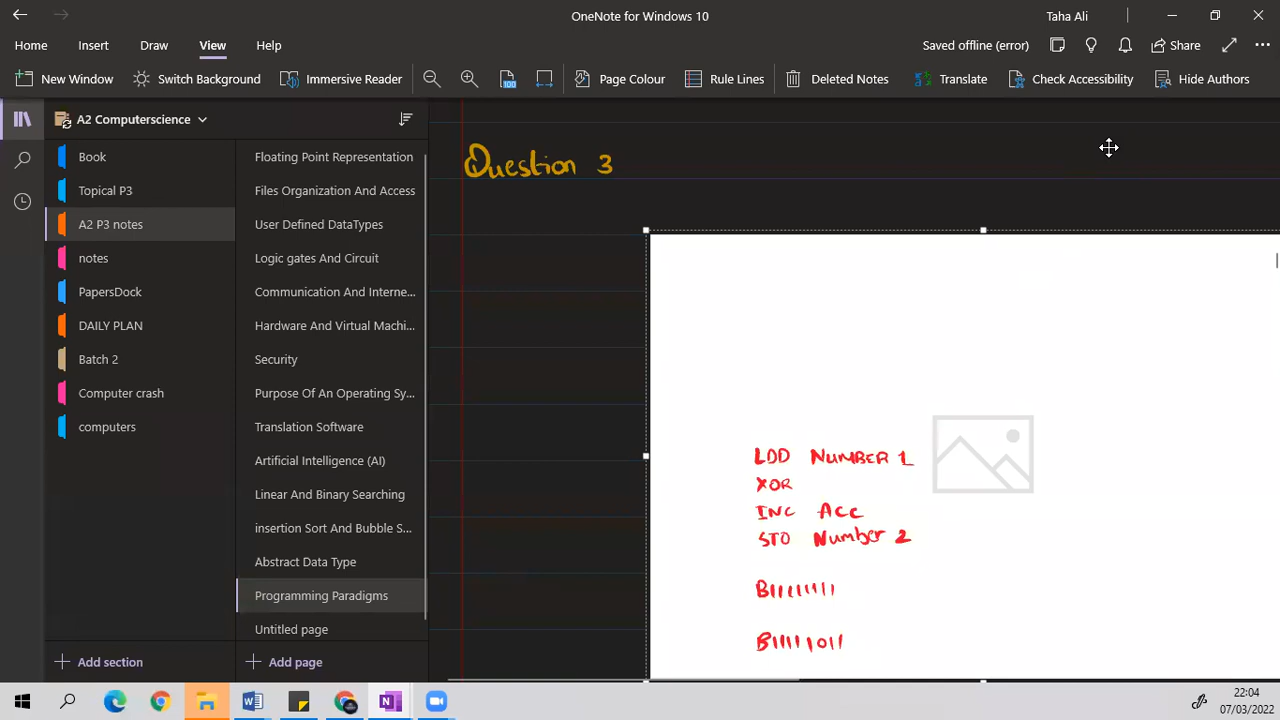 OneNote for Windows 10
Taha Ali
Home
Insert
Draw
View
Help
Saved offline (error)
Share
New Window
Switch Background
Immersive Reader
100
Page Colour
Rule Lines
Deleted Notes
Translate
Check Accessibility
Hide Authors
A2 Computerscience
Book
Topical P3
A2 P3 notes
notes
PapersDock
DAILY PLAN
Batch 2
Computer crash
computers
Add section
Floating Point Representation
Files Organization And Access
User Defined DataTypes
Logic gates And Circuit
Communication And Interne...
Hardware And Virtual Machi...
Security
Purpose Of An Operating Sy...
Translation Software
Artificial Intelligence (AI)
Linear And Binary Searching
insertion Sort And Bubble S...
Abstract Data Type
Programming Paradigms
Untitled page
Add page
Question 3
LDD NUMBER 1
XOR
INC Acc
STO Number 2
B11111111
B11111011
22:04
07/03/2022